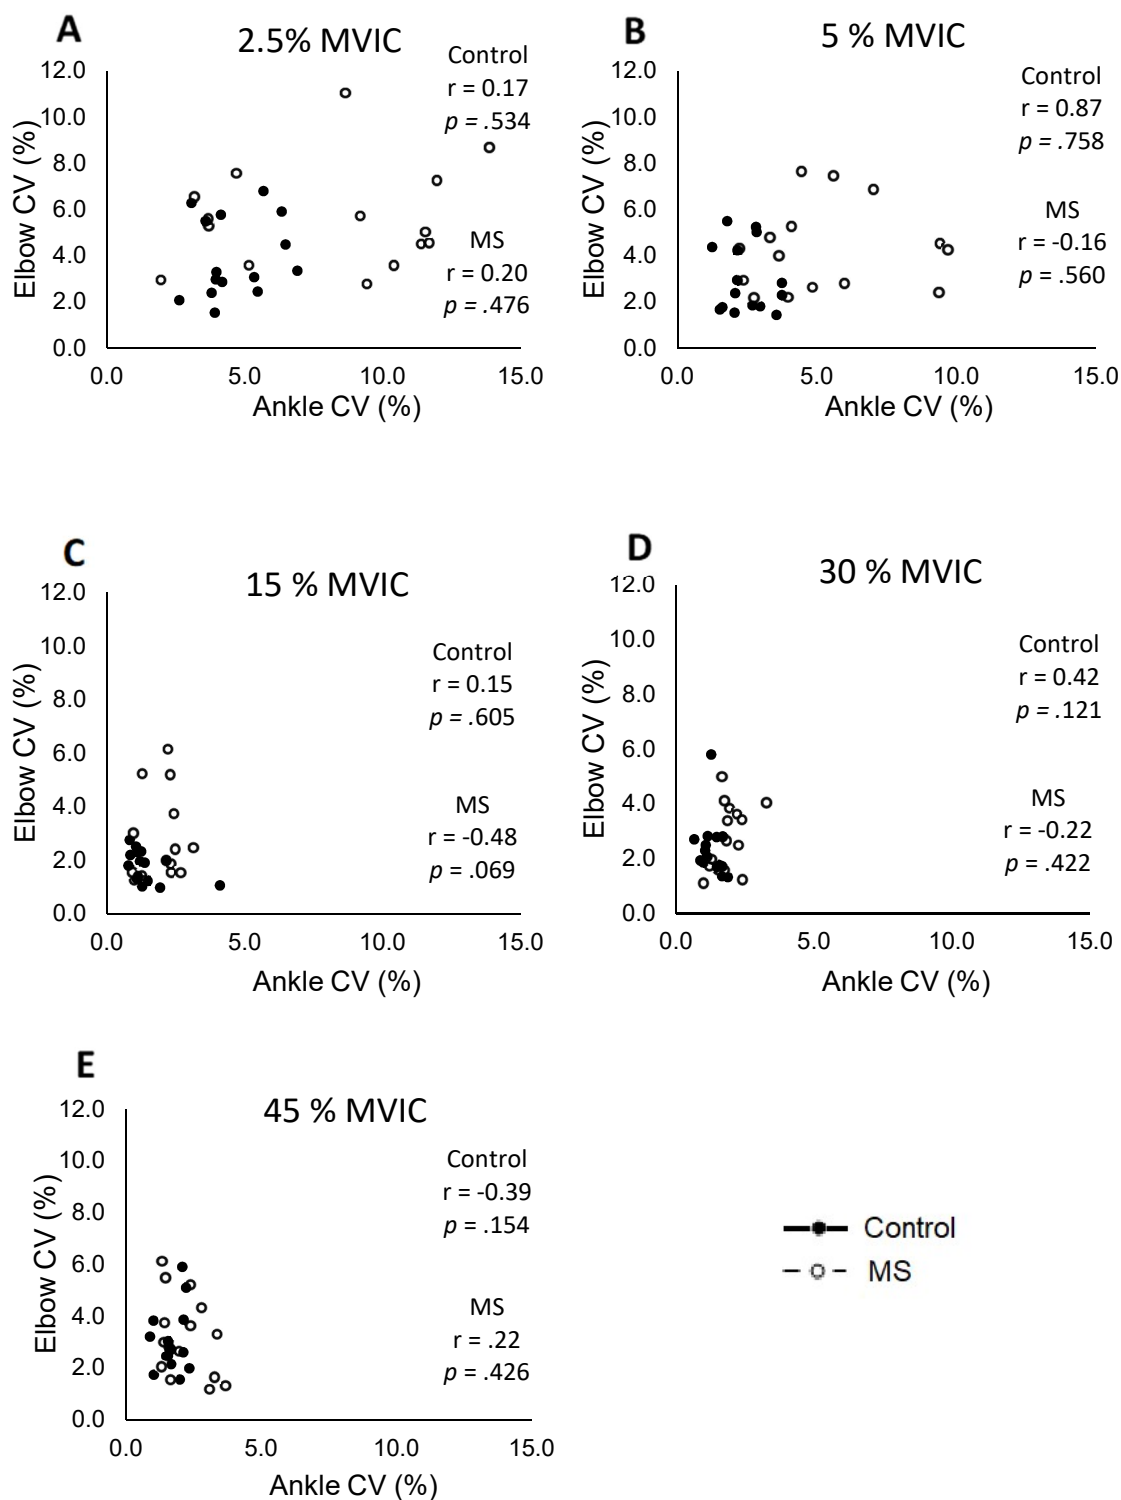 A
2.5% MVIC
Control
r = 0.17
p = .534
MS
r = 0.20
p = .476
12.0
10.0
8.0
6.0
4.0
2.0
0.0
Elbow CV (%)
0.0 5.0 10.0 15.0
Ankle CV (%)
B
5 % MVIC
Control
r = 0.87
p = .758
MS
r = -0.16
p = .560
12.0
10.0
8.0
6.0
4.0
2.0
0.0
Elbow CV (%)
0.0 5.0 10.0 15.0
Ankle CV (%)
C
15 % MVIC
Control
r = 0.15
p = .605
MS
r = -0.48
p = .069
12.0
10.0
8.0
6.0
4.0
2.0
0.0
Elbow CV (%)
0.0 5.0 10.0 15.0
Ankle CV (%)
D
30 % MVIC
Control
r = 0.42
p = .121
MS
r = -0.22
p = .422
12.0
10.0
8.0
6.0
4.0
2.0
0.0
Elbow CV (%)
0.0 5.0 10.0 15.0
Ankle CV (%)
E
45 % MVIC
Control
r = -0.39
p = .154
MS
r = .22
p = .426
12.0
10.0
8.0
6.0
4.0
2.0
0.0
Elbow CV (%)
0.0 5.0 10.0 15.0
Ankle CV (%)
Control
MS